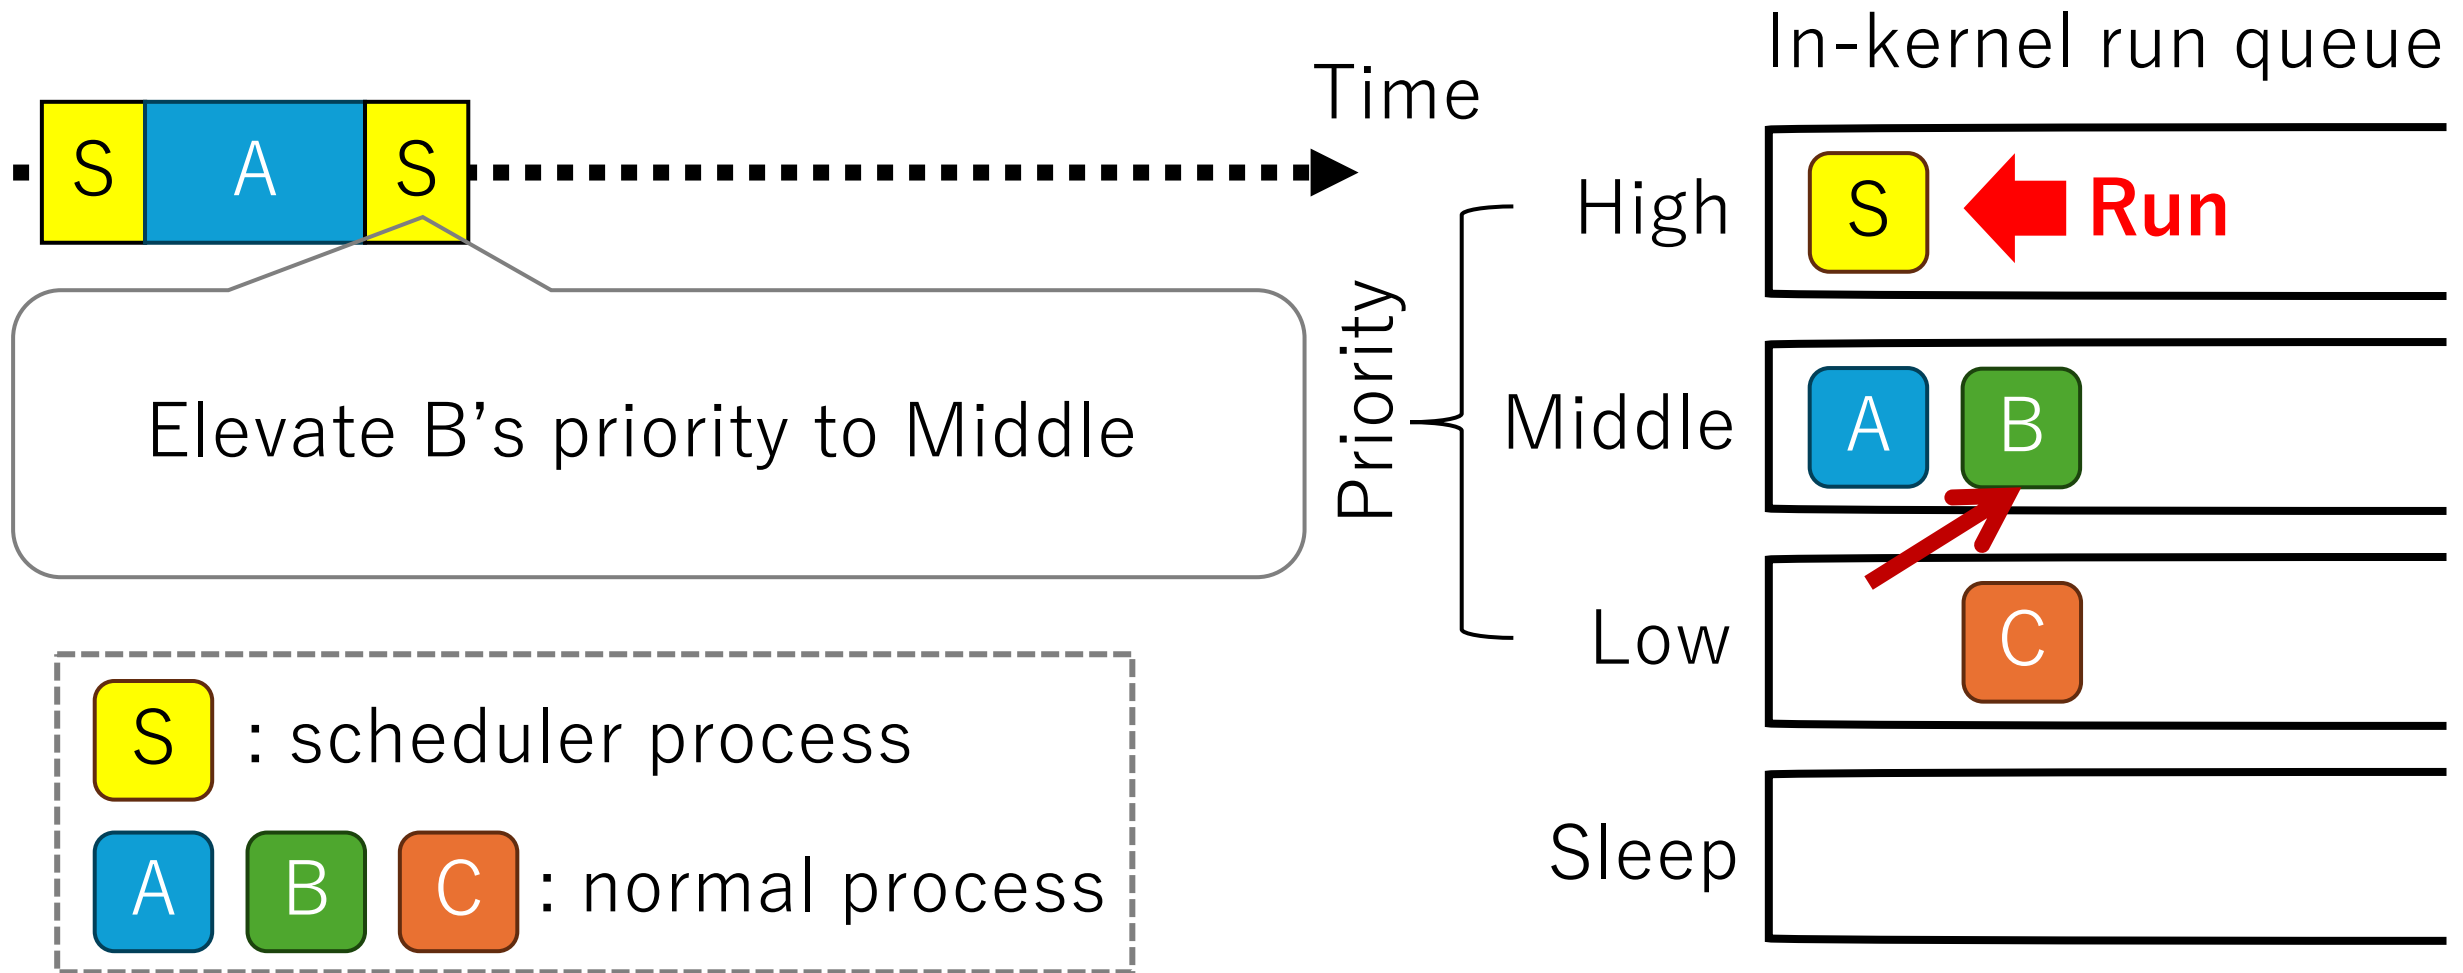 In-kernel run queue
Time
S A S
High
S
Run
Elevate B’s priority to Middle
Priority
Middle
A B
Low
C
S : scheduler process
Sleep
A B C : normal process